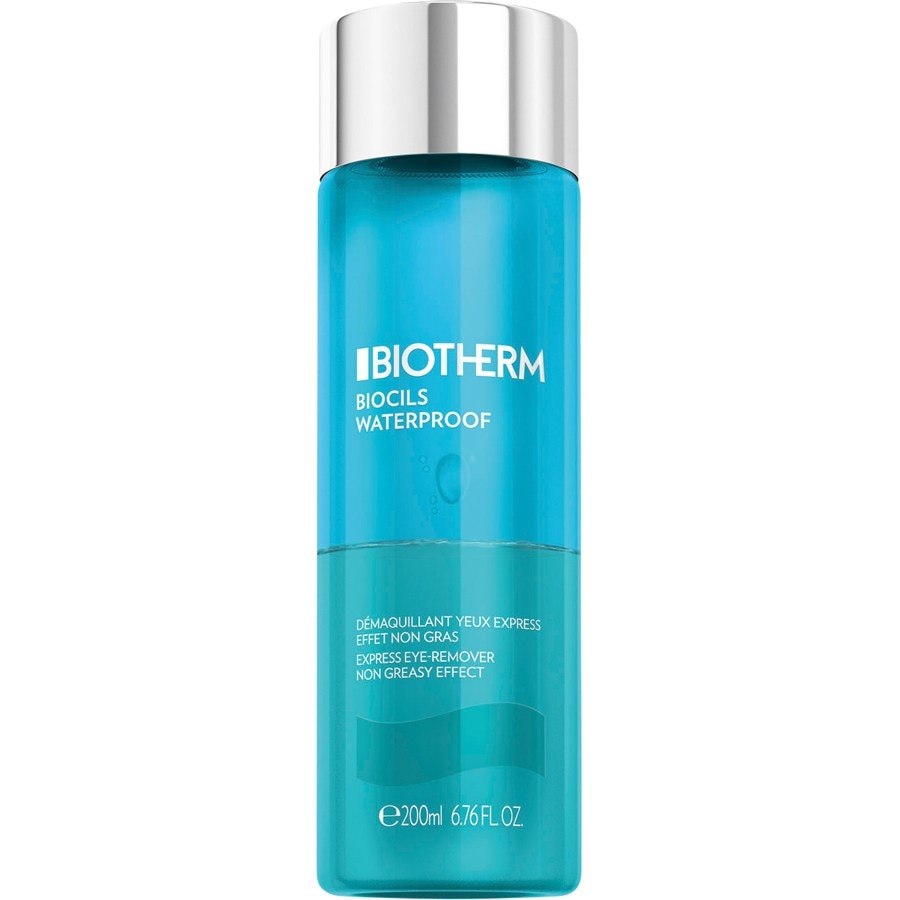 BIOTHERM
BIOCILS
WATERPROOF
DÉMAQUILLANT YEUX EXPRESS
EFFET NON GRAS
EXPRESS EYE-REMOVER
NON GREASY EFFECT
℮200ml 6.76 FL. OZ.